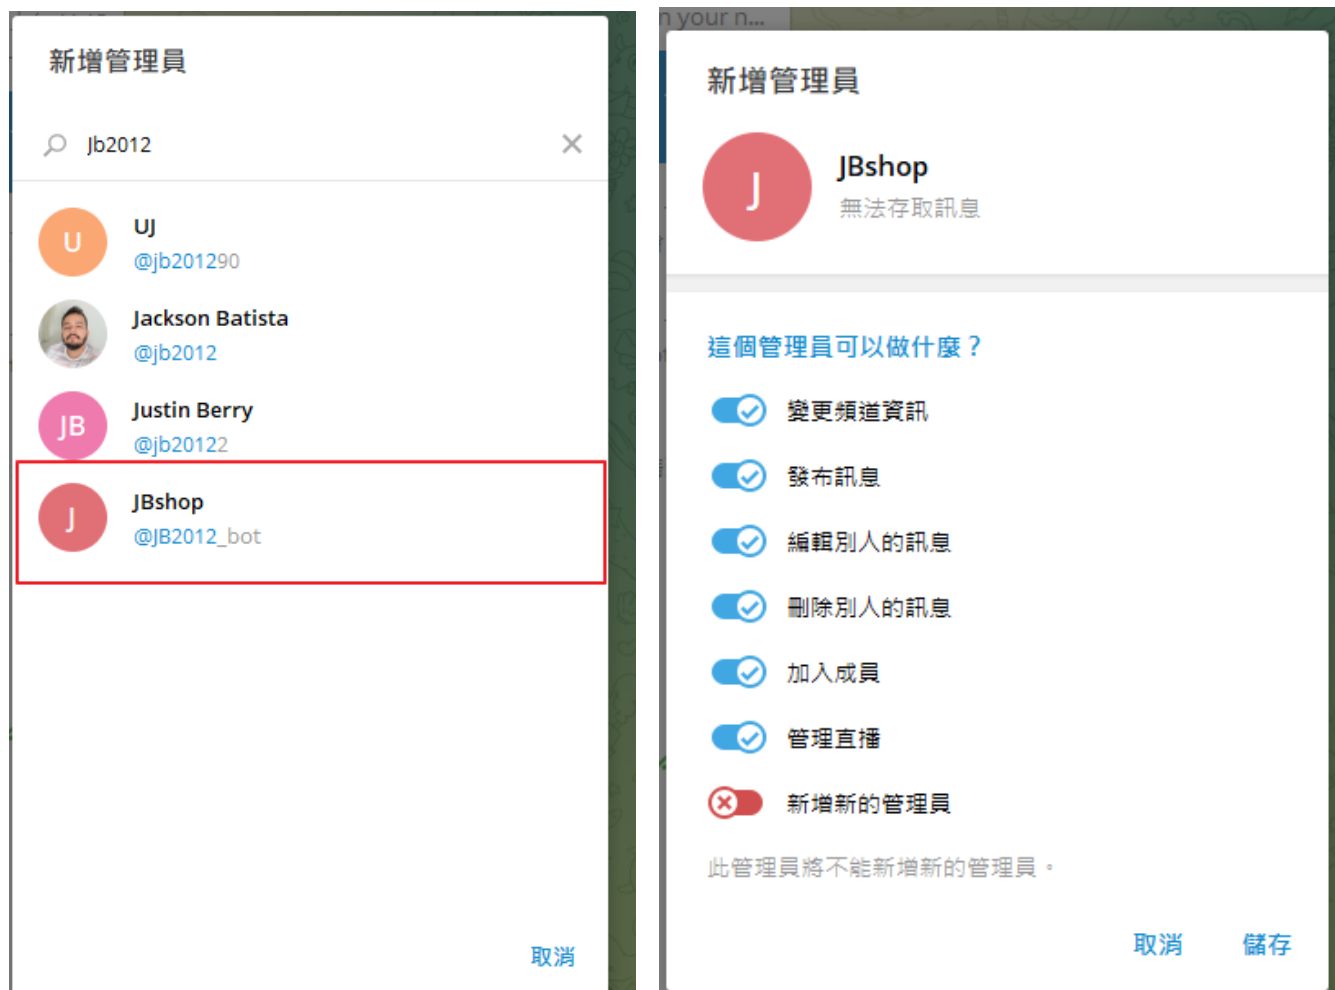 新增管理員
Jb2012
U
UJ
@jb201290
Jackson Batista
@jb2012
JB
Justin Berry
@jb20122
J
JBshop
@JB2012_bot
取消
n your n...
新增管理員
J
JBshop
無法存取訊息
這個管理員可以做什麼？
變更頻道資訊
發布訊息
編輯別人的訊息
刪除別人的訊息
加入成員
管理直播
新增新的管理員
此管理員將不能新增新的管理員。
取消
儲存